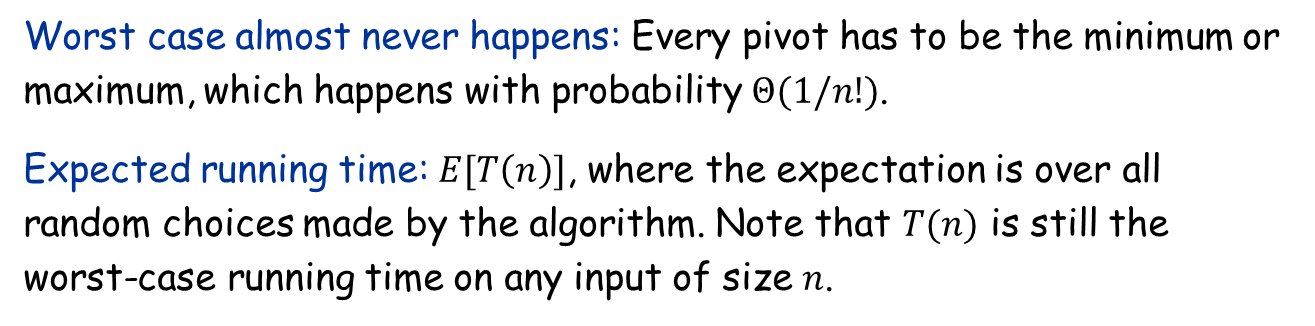 Worst case almost never happens: Every pivot has to be the minimum or
maximum, which happens with probability Θ(1/n!).
Expected running time: E[T(n)], where the expectation is over all
random choices made by the algorithm. Note that T(n) is still the
worst-case running time on any input of size n.